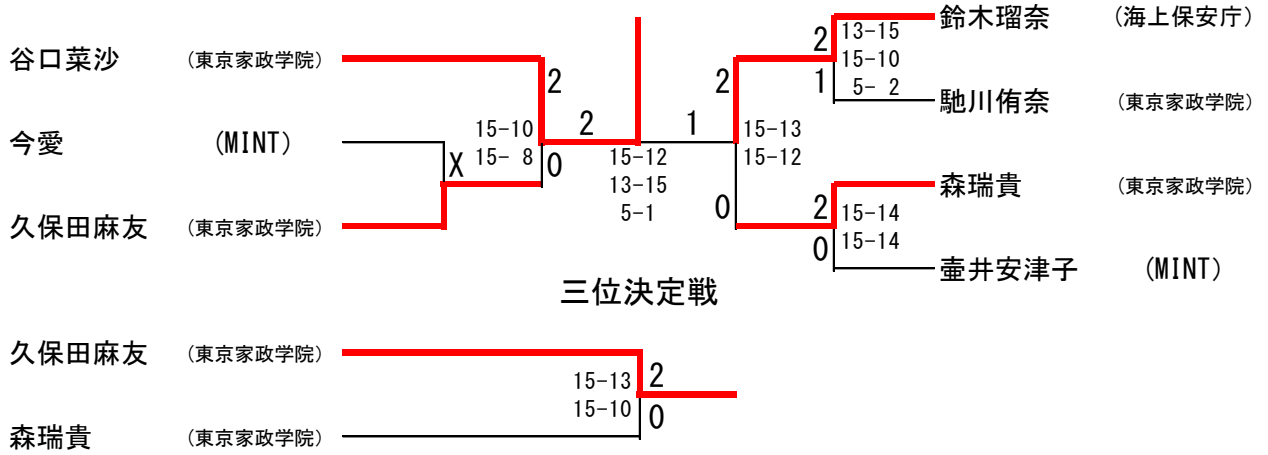 谷口菜沙 (東京家政学院)
今愛 (MINT)
久保田麻友 (東京家政学院)
X
2
15-10
15- 8
0
2
1
15-12
13-15
5-1
2
15-13
15-12
0
鈴木瑠奈 (海上保安庁)
2
13-15
15-10
5- 2
1
馳川侑奈 (東京家政学院)
森瑞貴 (東京家政学院)
2
15-14
15-14
0
壷井安津子 (MINT)
三位決定戦
久保田麻友 (東京家政学院)
15-13
15-10
2
0
森瑞貴 (東京家政学院)